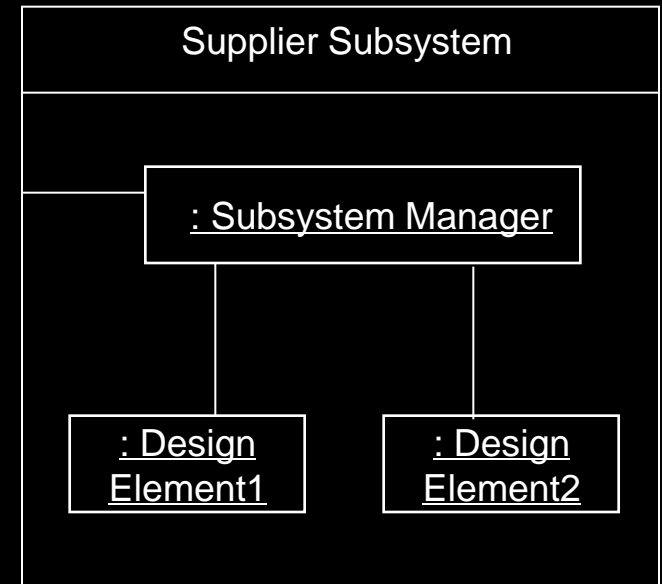 Supplier Subsystem
: Subsystem Manager
: Design
Element1
: Design
Element2